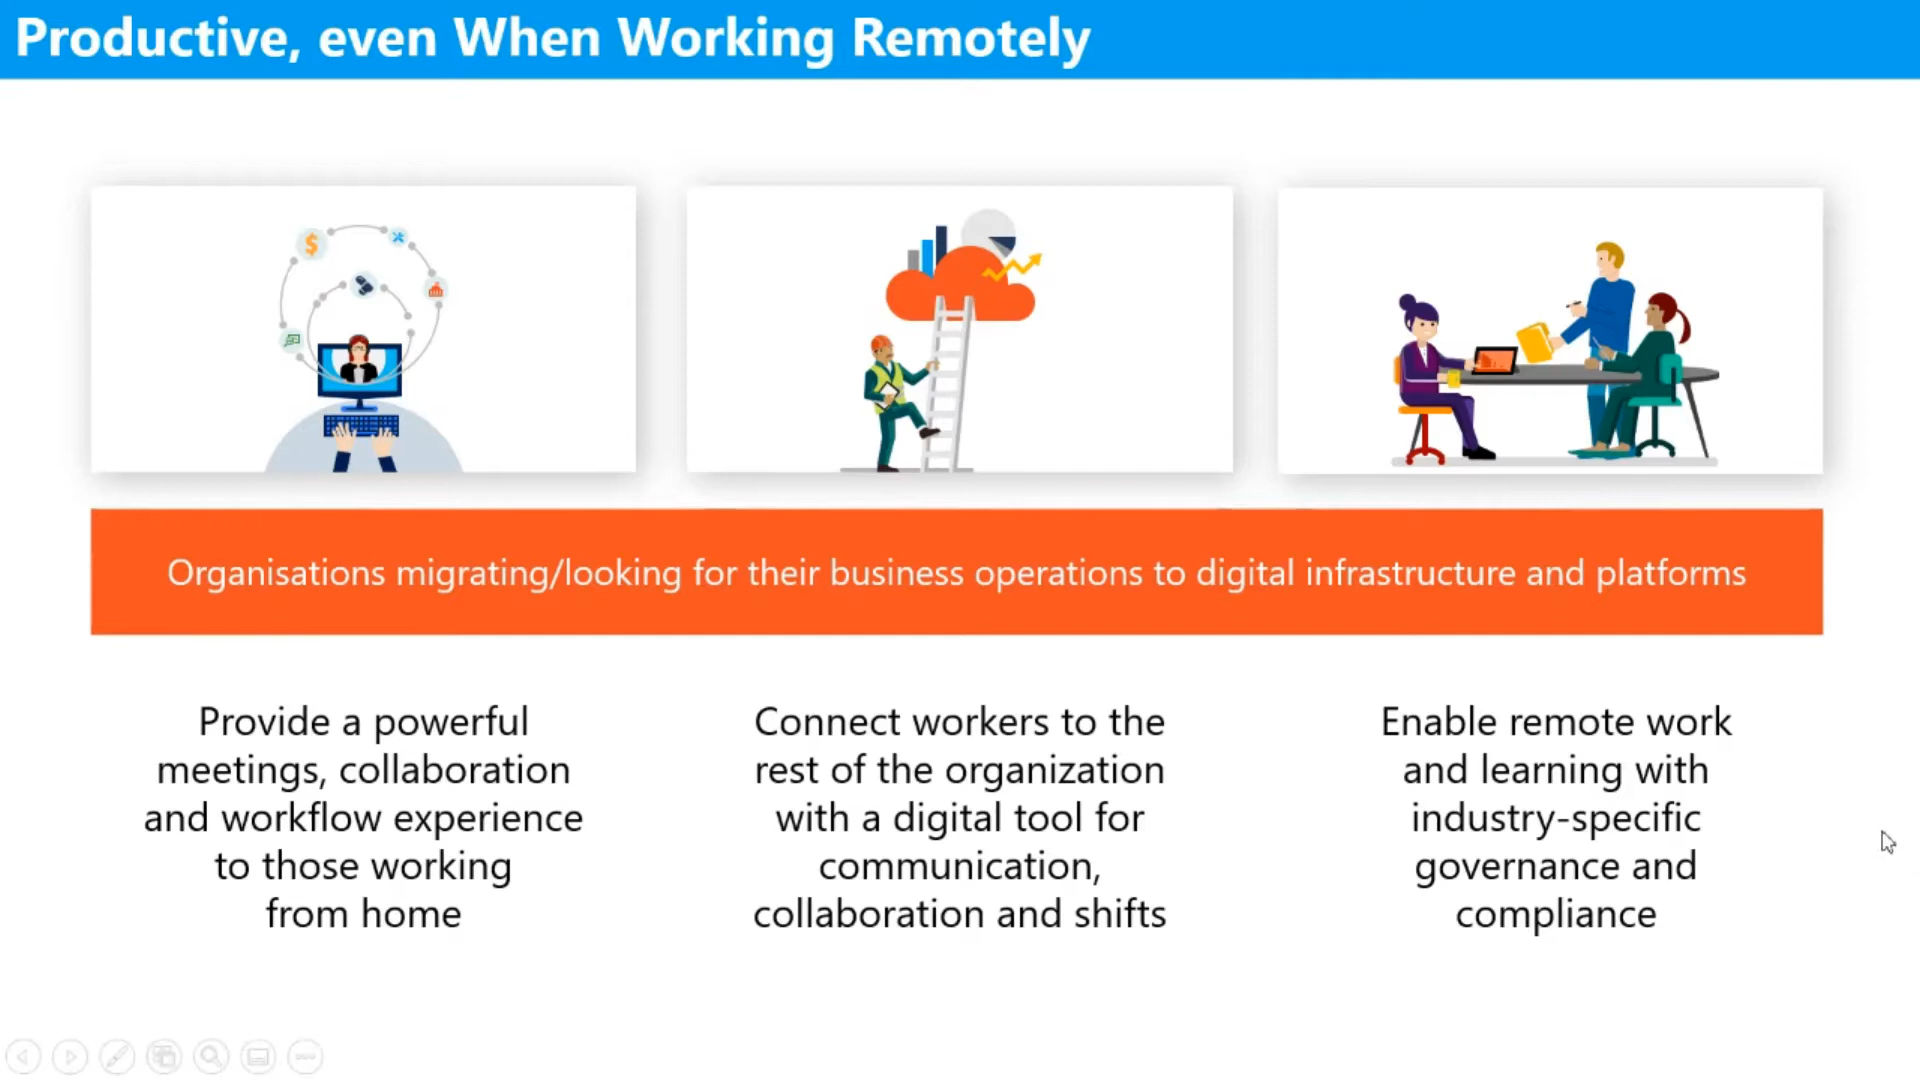 Productive, even When Working Remotely
Organisations migrating/looking for their business operations to digital infrastructure and platforms
Provide a powerful
meetings, collaboration
and workflow experience
to those working
from home
Connect workers to the
rest of the organization
with a digital tool for
communication,
collaboration and shifts
Enable remote work
and learning with
industry-specific
governance and
compliance